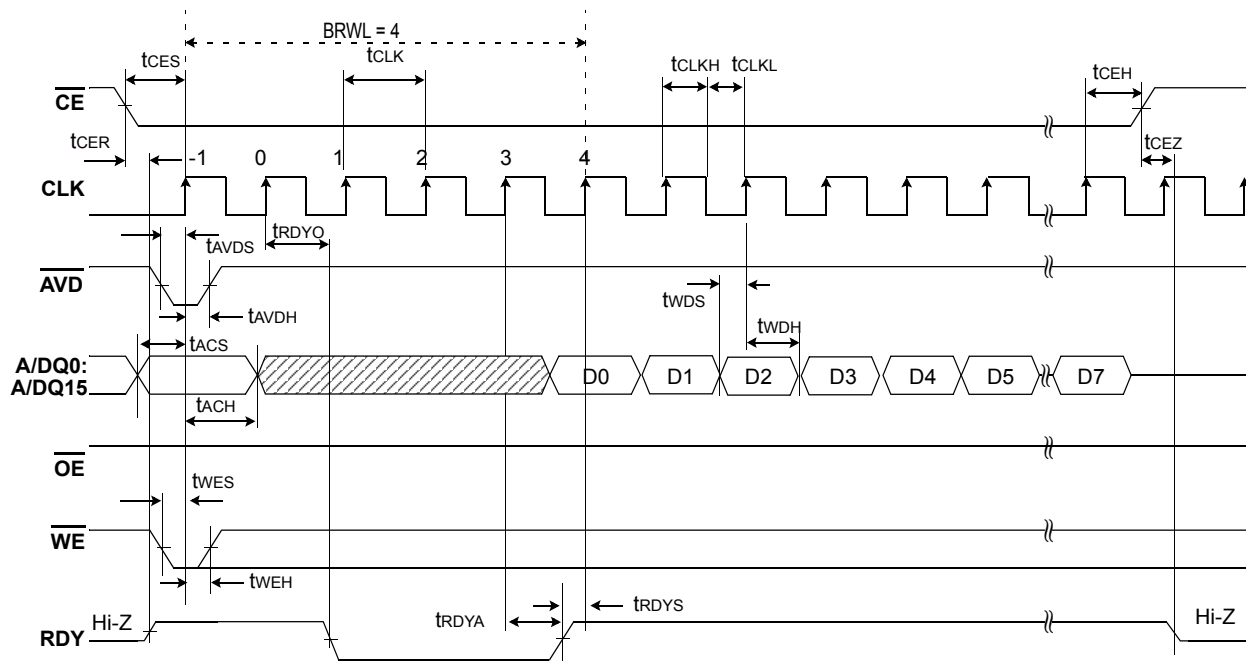 BRWL = 4
tCES
tCLK
tCLKH
tCLKL
tCEH
CE
tCER
tCEZ
-1
0
1
2
3
4
CLK
tRDYO
tAVDS
AVD
tWDS
tAVDH
tWDH
tACS
A/DQ0:
A/DQ15
D0
D1
D2
D3
D4
D5
D7
tACH
OE
tWES
WE
tWEH
Hi-Z
tRDYA
tRDYS
Hi-Z
RDY